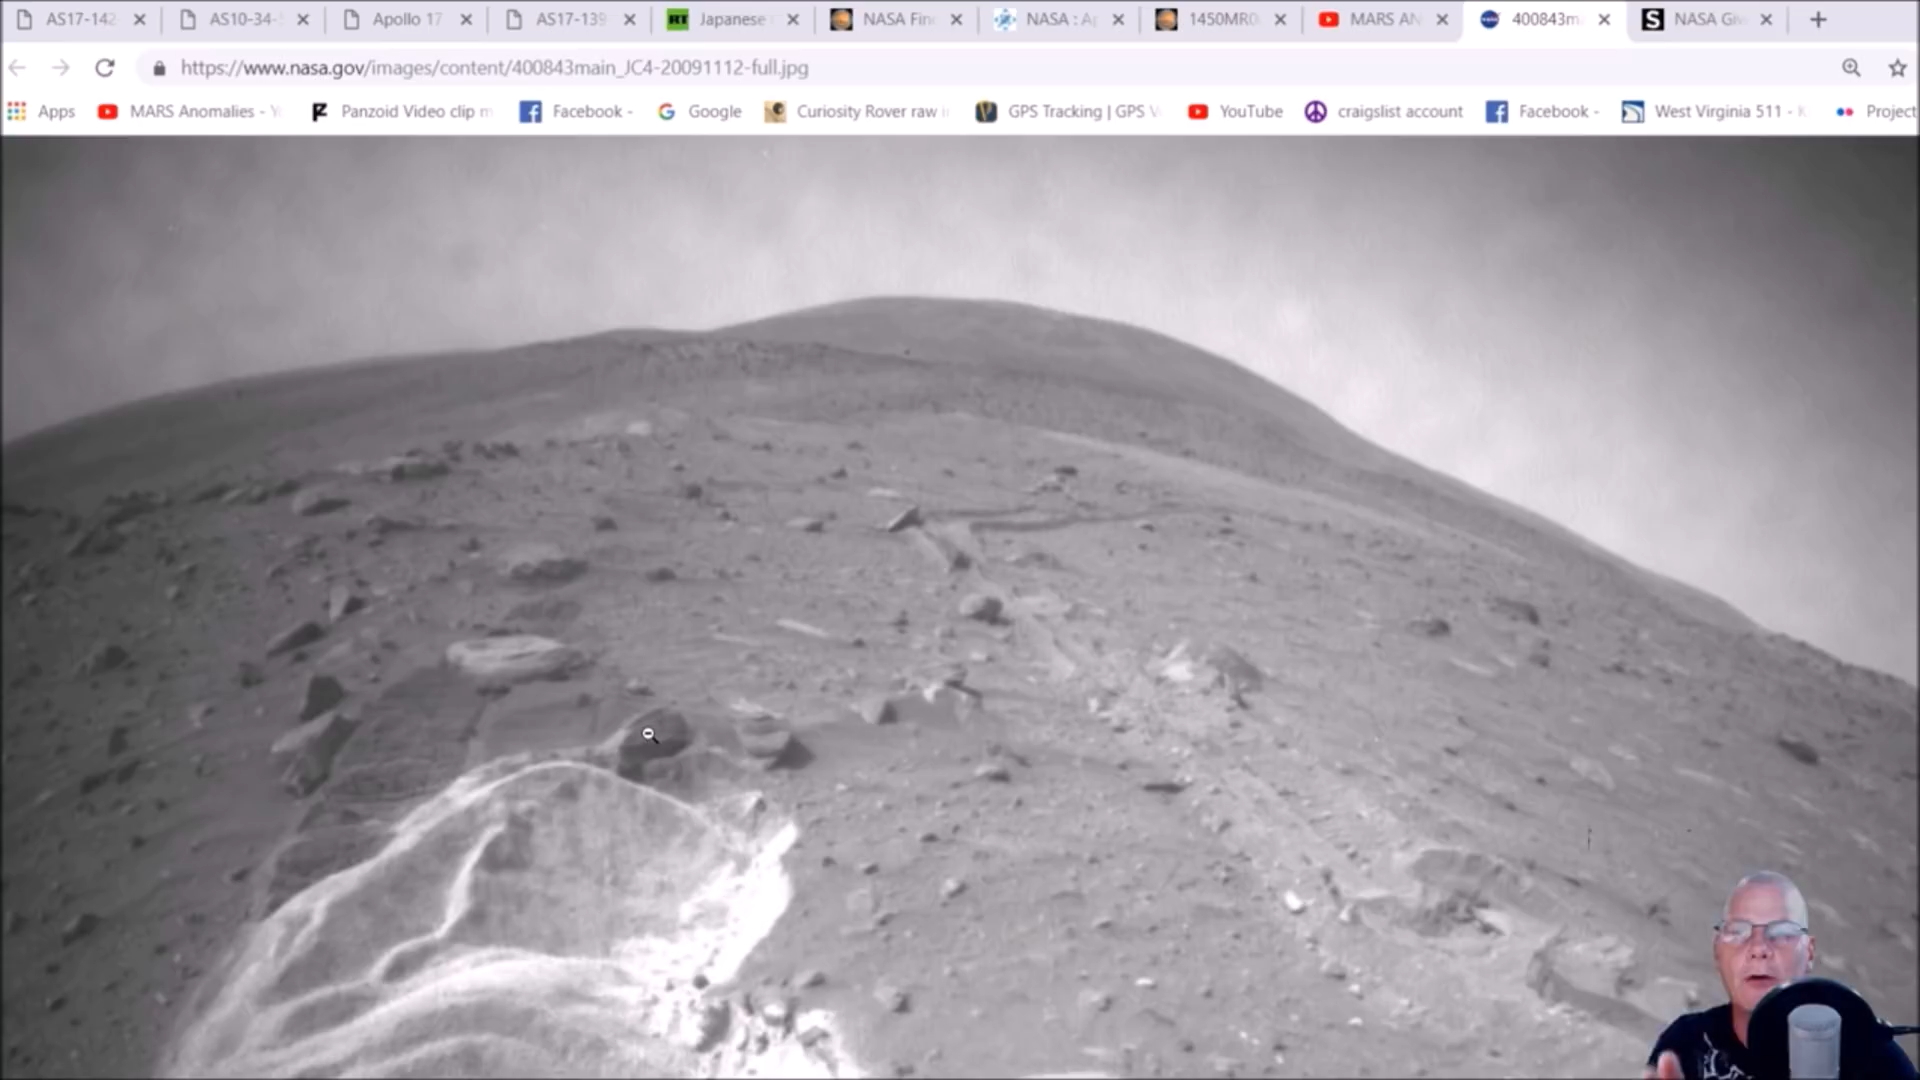 AS17-142 AS10-34- Apollo 17 AS17-139 RT Japanese NASA Fin NASA : A 1450MR0 MARS AN 400843m S NASA Gi
https://www.nasa.gov/images/content/400843main_JC4-20091112-full.jpg
Apps MARS Anomalies - Y Panzoid Video clip m Facebook - Google Curiosity Rover raw i GPS Tracking | GPS V YouTube craigslist account Facebook - West Virginia 511 - Project